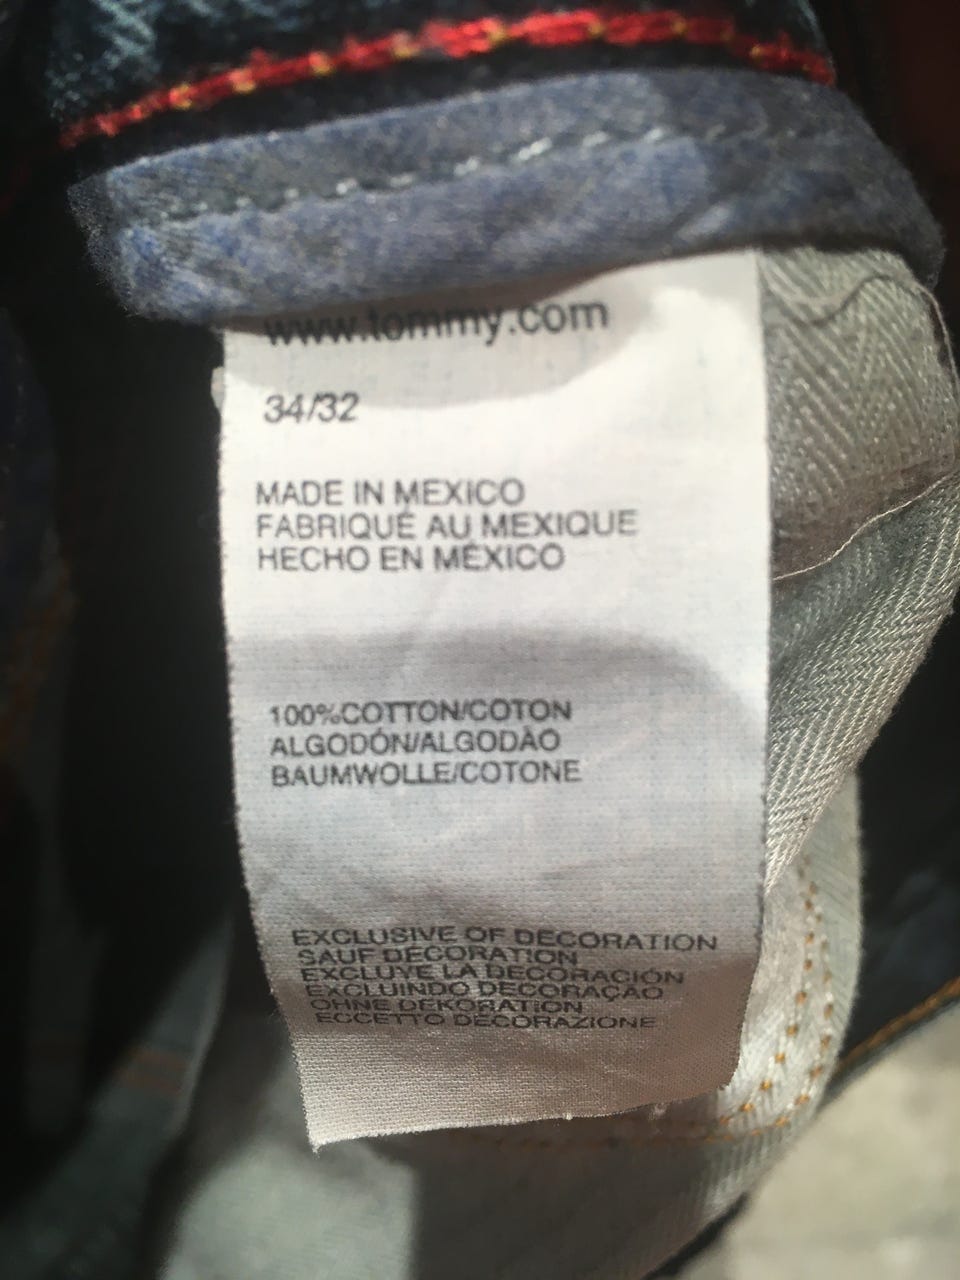 www.tommy.com
34/32
MADE IN MEXICO
FABRIQUÉ AU MEXIQUE
HECHO EN MÉXICO
100%COTTON/COTON
ALGODÓN/ALGODÃO
BAUMWOLLE/COTONE
EXCLUSIVE OF DECORATION
SAUF DECORATION
EXCLUYE LA DECORACIÓN
EXCLUINDO DECORAÇAO
OHNE DEKORATION
ECCETTO DECORAZIONE